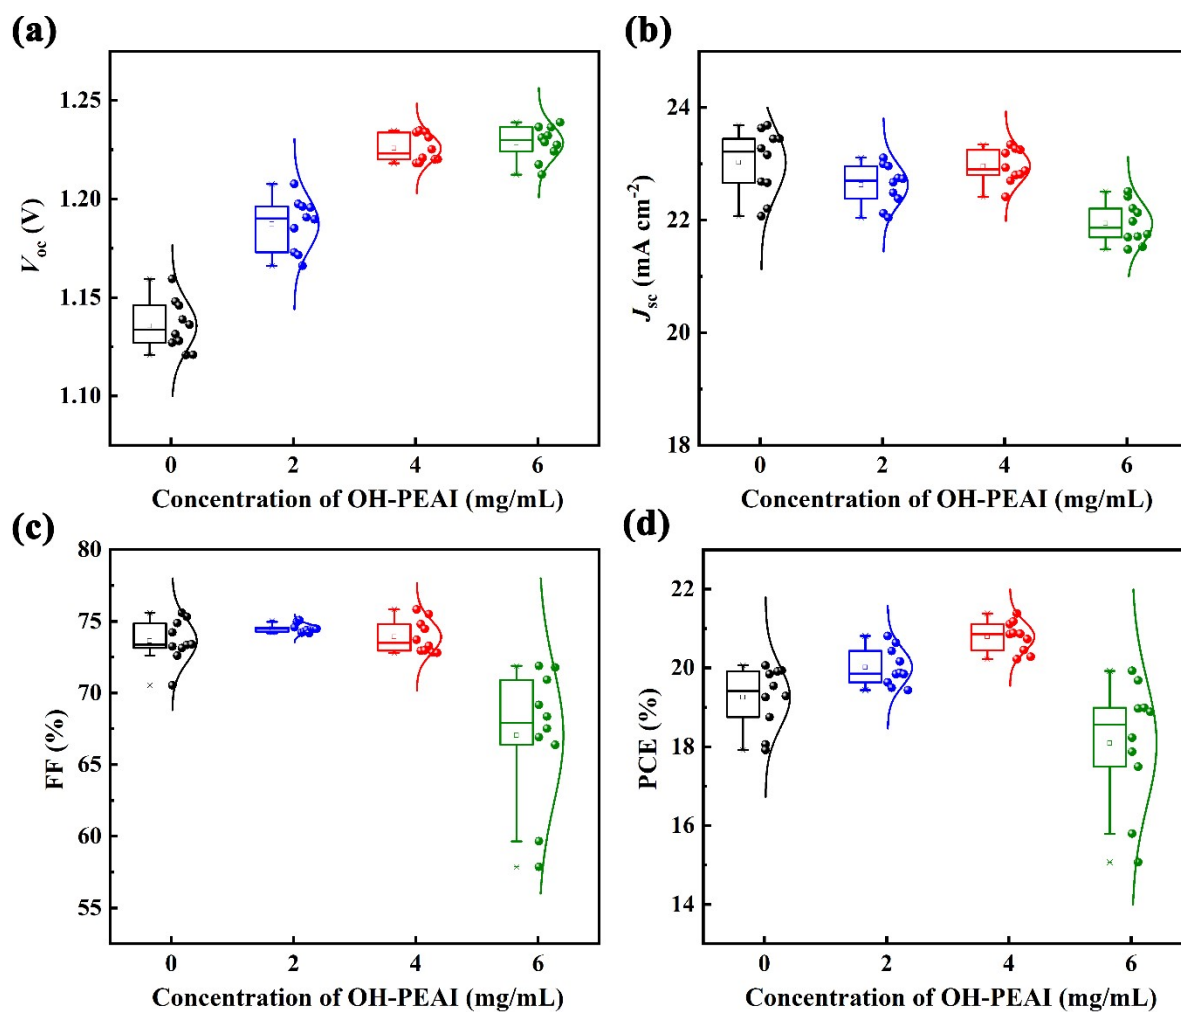 (a)
1.25
1.20
1.15
1.10
Voc (V)
0 2 4 6
Concentration of OH-PEAI (mg/mL)
(b)
24
22
20
18
Jsc (mA cm-2)
0 2 4 6
Concentration of OH-PEAI (mg/mL)
(c)
80
75
70
65
60
55
FF (%)
0 2 4 6
Concentration of OH-PEAI (mg/mL)
(d)
22
20
18
16
14
PCE (%)
0 2 4 6
Concentration of OH-PEAI (mg/mL)